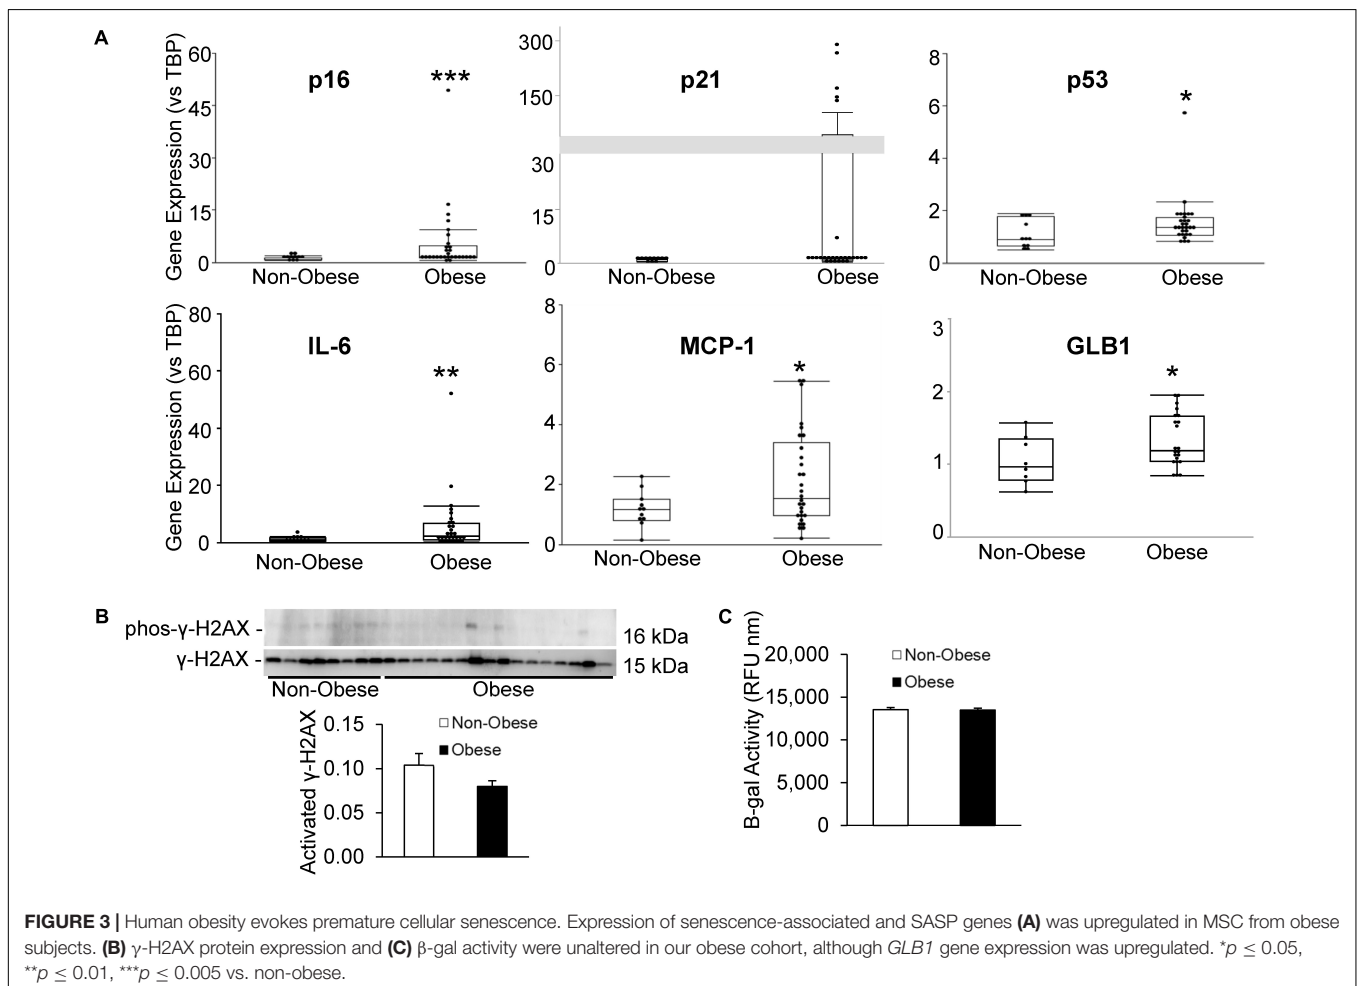 A
Gene Expression (vs TBP)
60
45
30
15
0
p16
***
Non-Obese
Obese
300
150
30
15
0
p21
Non-Obese
Obese
8
6
4
2
0
p53
*
Non-Obese
Obese
Gene Expression (vs TBP)
80
60
40
20
0
IL-6
**
Non-Obese
Obese
8
6
4
2
0
MCP-1
*
Non-Obese
Obese
3
2
1
0
GLB1
*
Non-Obese
Obese
B
phos-γ-H2AX -
16 kDa
γ-H2AX -
15 kDa
Non-Obese
Obese
Activated γ-H2AX
0.15
0.10
0.05
0.00
Non-Obese
Obese
C
B-gal Activity (RFU nm)
20,000
15,000
10,000
5,000
0
Non-Obese
Obese
FIGURE 3 | Human obesity evokes premature cellular senescence. Expression of senescence-associated and SASP genes (A) was upregulated in MSC from obese
subjects. (B) γ-H2AX protein expression and (C) β-gal activity were unaltered in our obese cohort, although GLB1 gene expression was upregulated. *p ≤ 0.05,
**p ≤ 0.01, ***p ≤ 0.005 vs. non-obese.